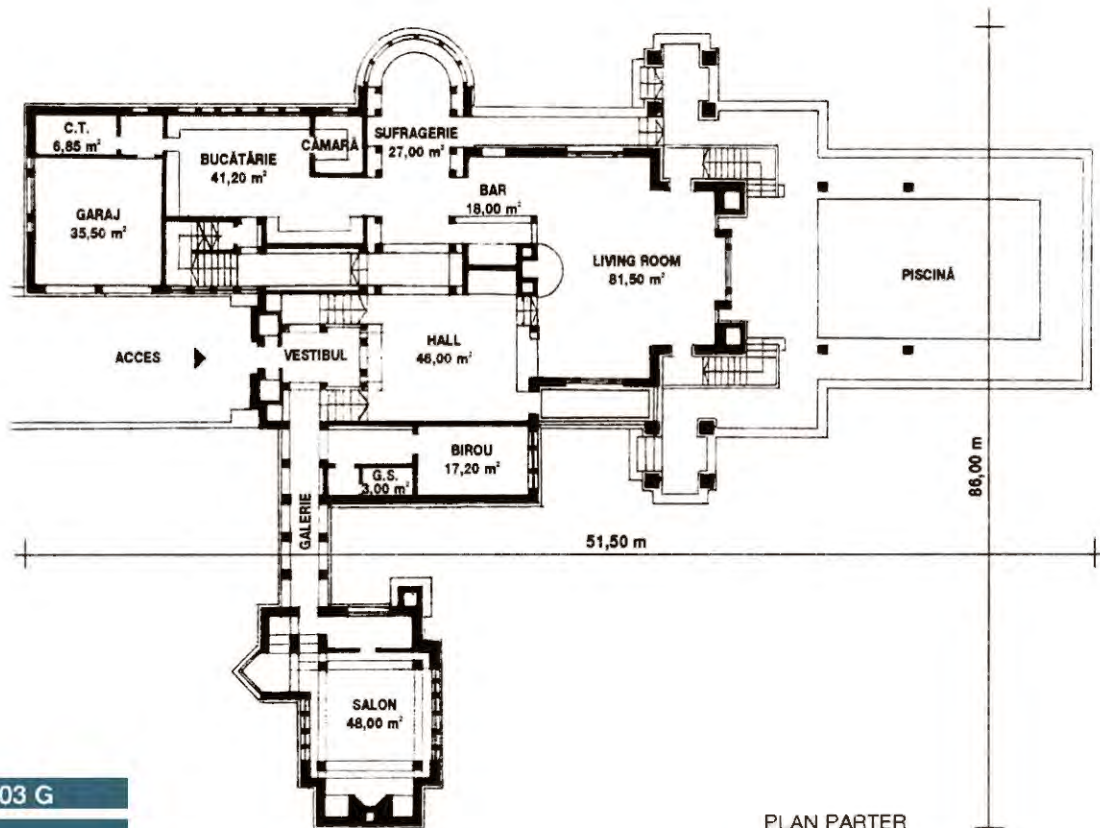 C.T.
6,85 m²
BUCĂTĂRIE
41,20 m²
CĂMARĂ
SUFRAGERIE
27,00 m²
GARAJ
35,50 m²
BAR
18,00 m²
LIVING ROOM
81,50 m²
PISCINĂ
ACCES
VESTIBUL
HALL
46,00 m²
BIROU
17,20 m²
G.S.
3,00 m²
GALERIE
86,00 m
51,50 m
SALON
48,00 m²
03 G
PLAN PARTER